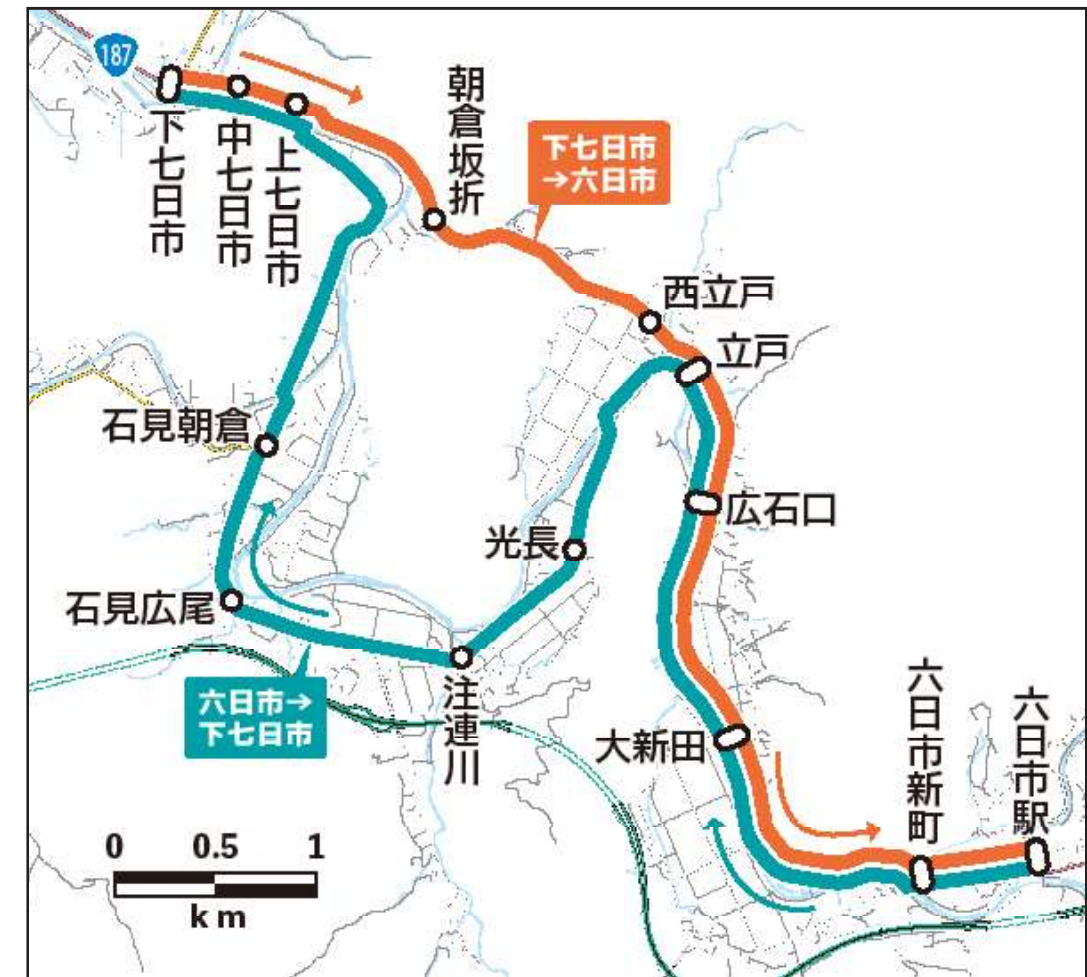 187
下七日市
中七日市
上七日市
朝倉坂折
下七日市
→六日市
西立戸
立戸
石見朝倉
広石口
光長
石見広尾
六日市→
下七日市
注連川
大新田
六日市新町
六日市駅
0 0.5 1
km